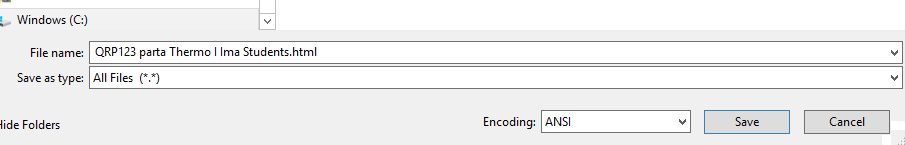 Windows (C:)
File name: QRP123 parta Thermo I Ima Students.html
Save as type: All Files (*.*)
Hide Folders
Encoding: ANSI Save Cancel